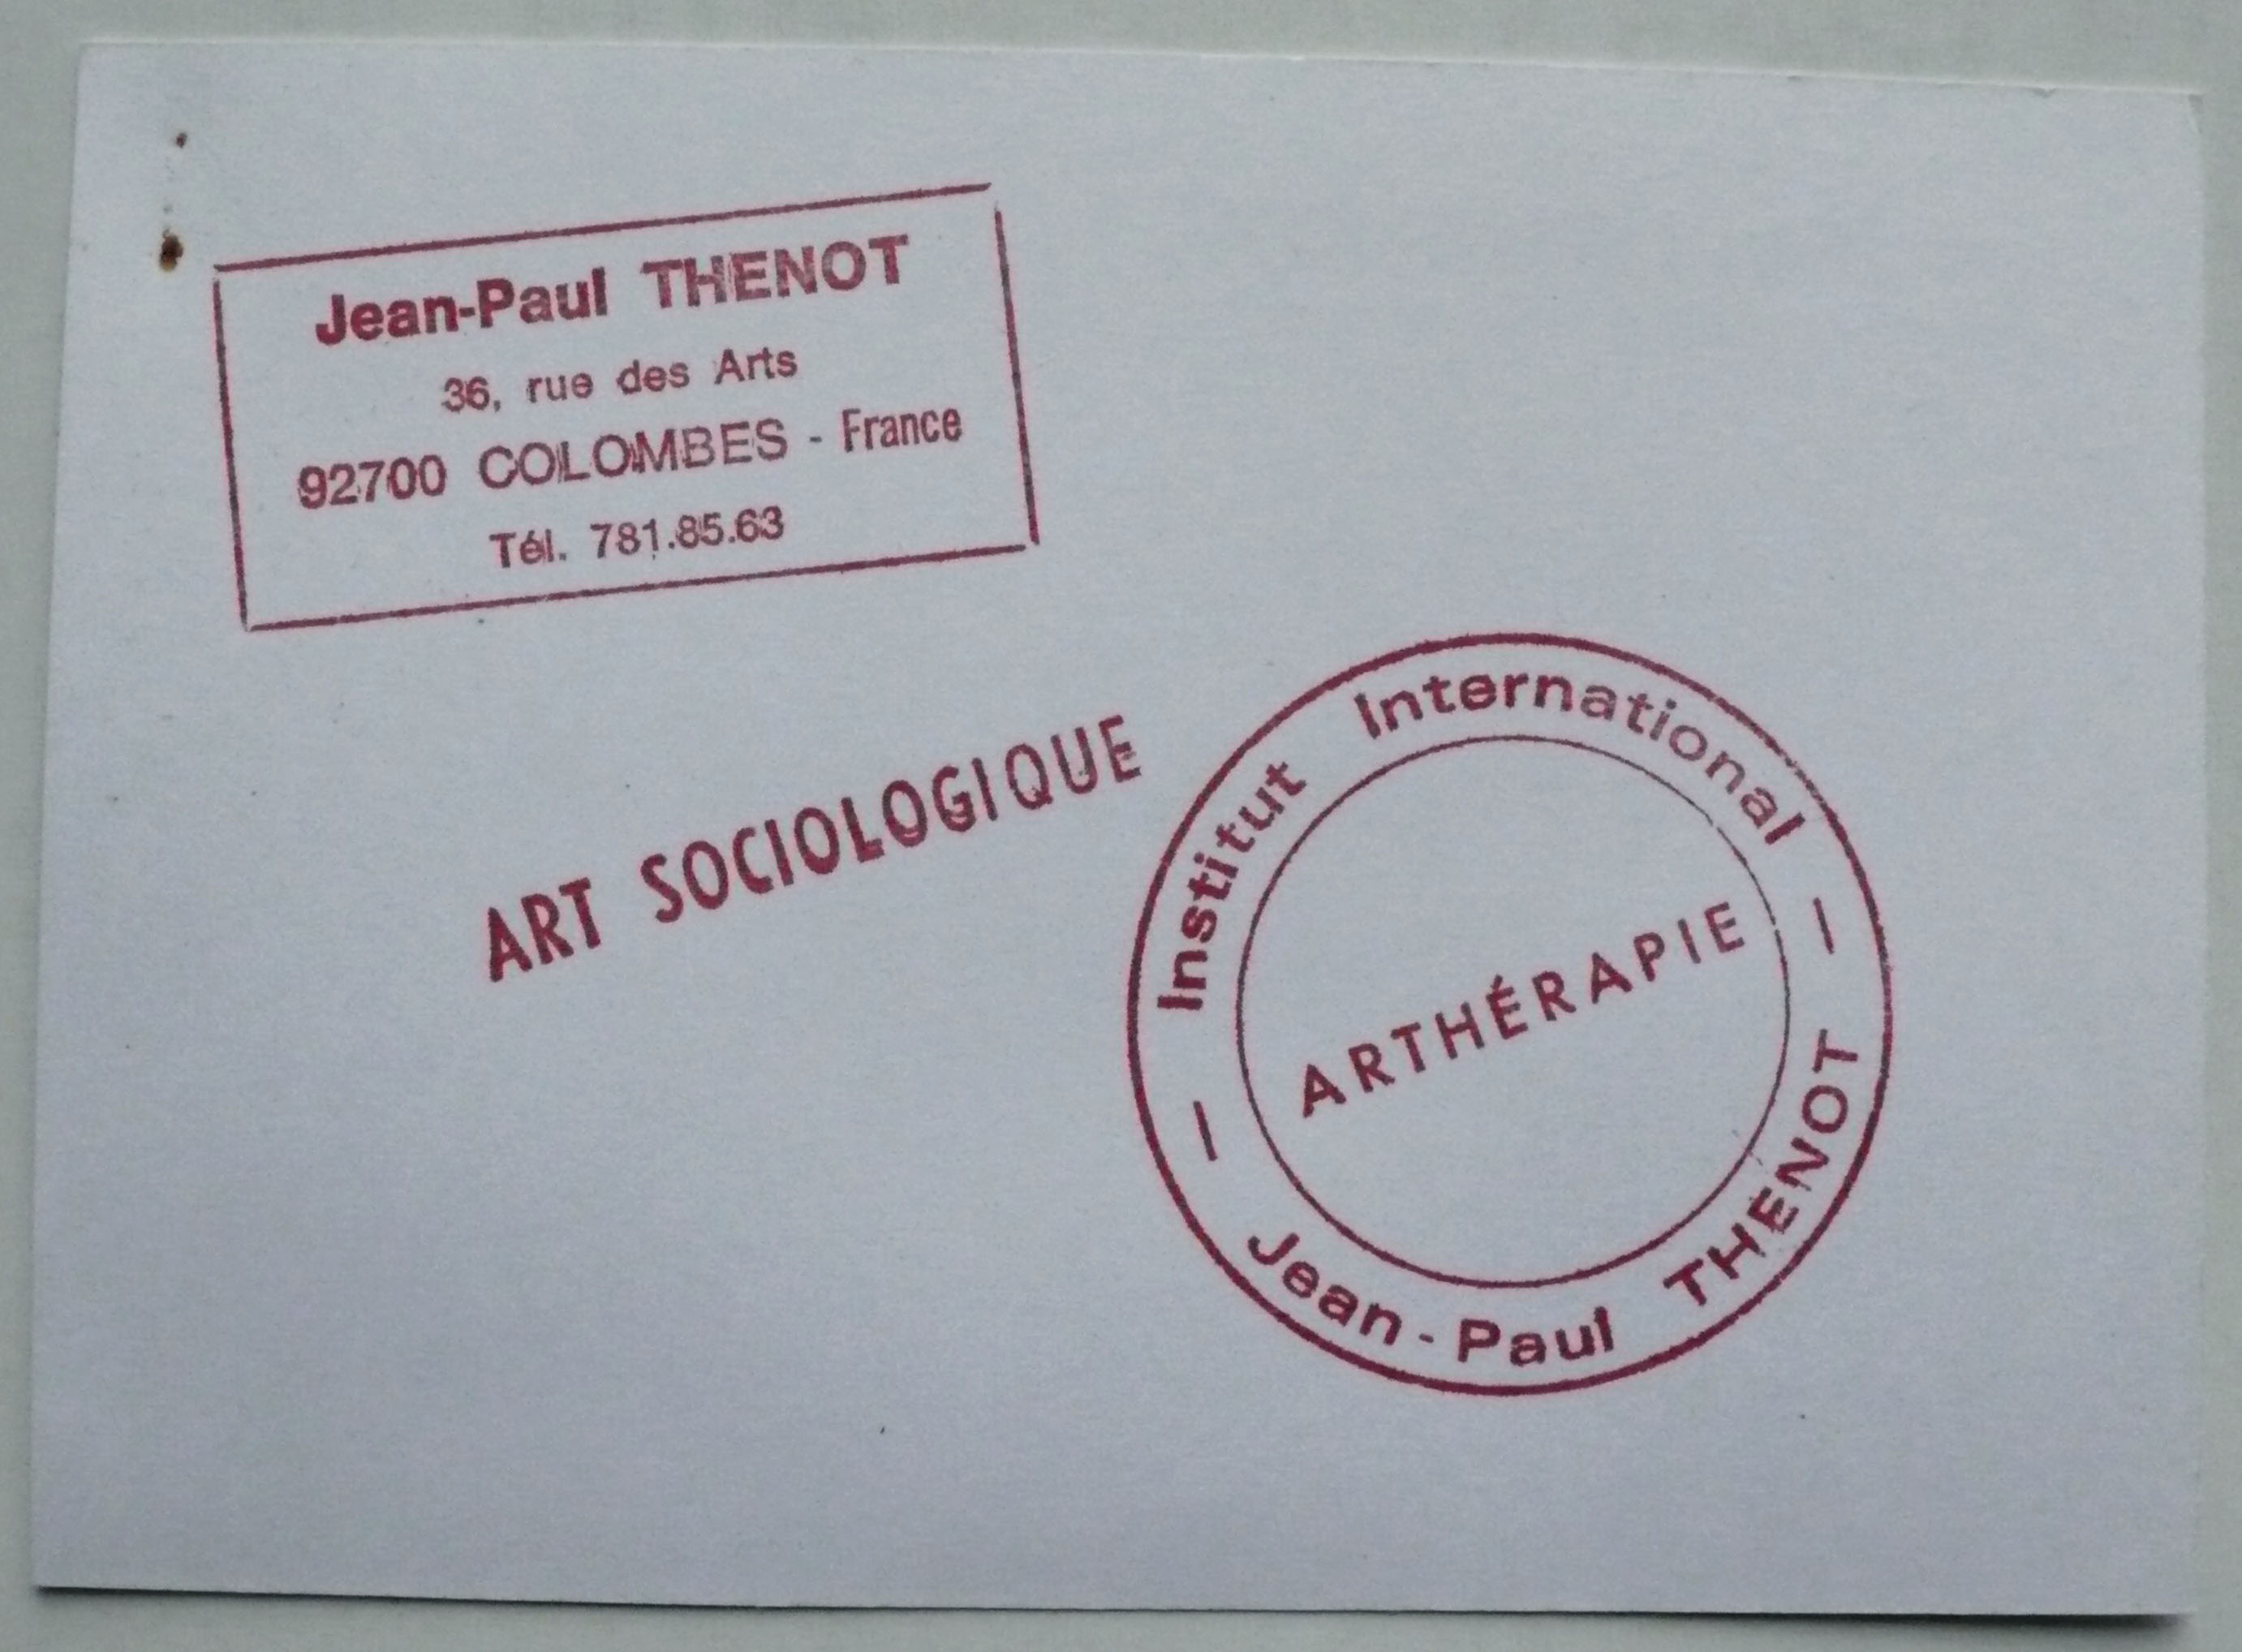 Jean-Paul THENOT
36, rue des Arts
92700 COLOMBES - France
Tél. 781.85.63
ART SOCIOLOGIQUE
Institut International
ARTHÉRAPIE
Jean-Paul THENOT